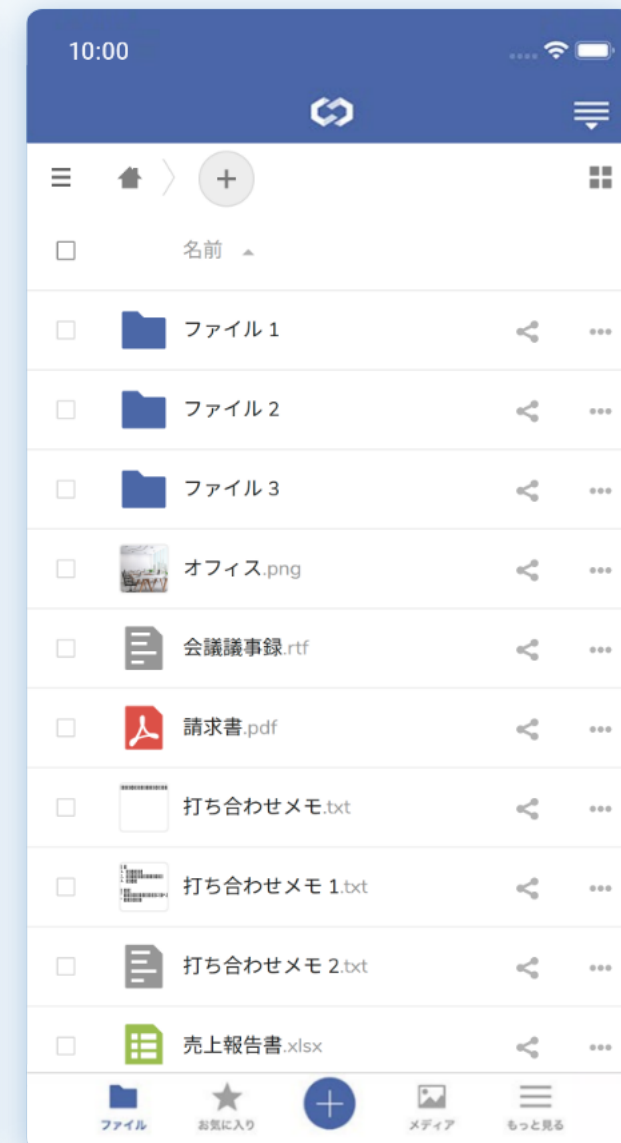 10:00
名前
ファイル 1
ファイル 2
ファイル 3
オフィス.png
会議議事録.rtf
請求書.pdf
打ち合わせメモ.txt
打ち合わせメモ 1.txt
打ち合わせメモ 2.txt
売上報告書.xlsx
ファイル お気に入り メディア もっと見る